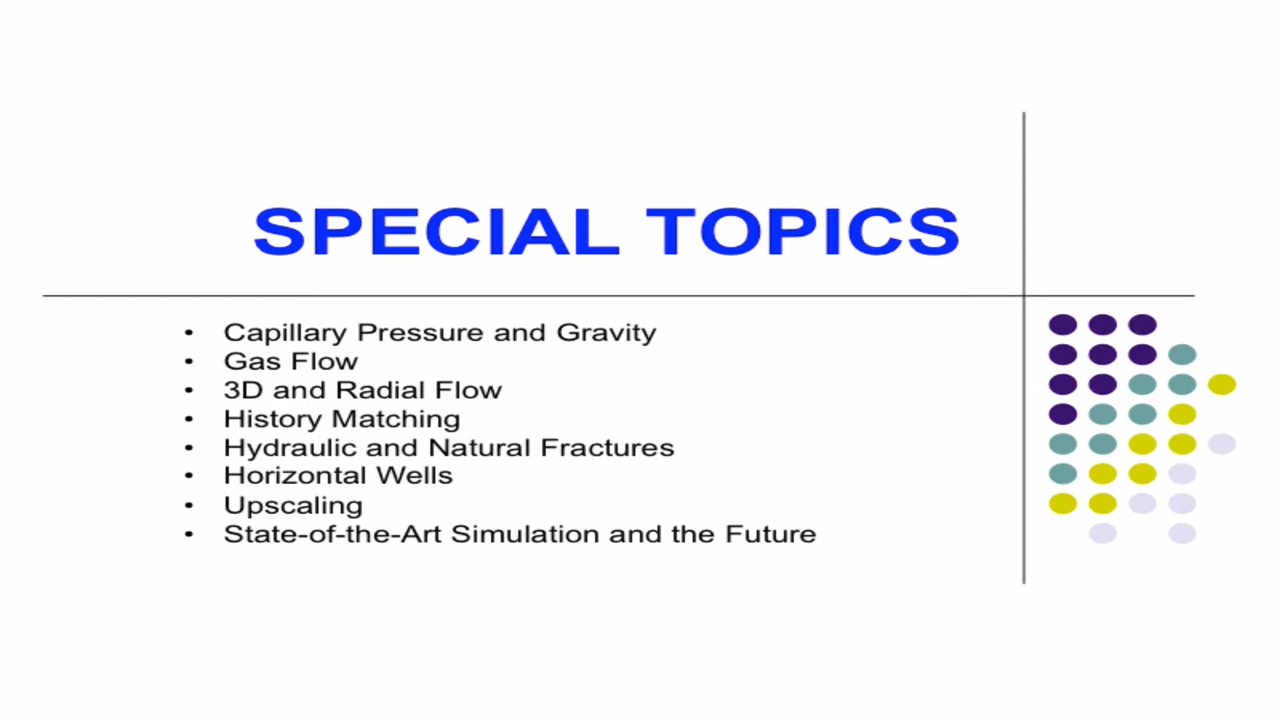 SPECIAL TOPICS
• Capillary Pressure and Gravity
• Gas Flow
• 3D and Radial Flow
• History Matching
• Hydraulic and Natural Fractures
• Horizontal Wells
• Upscaling
• State-of-the-Art Simulation and the Future